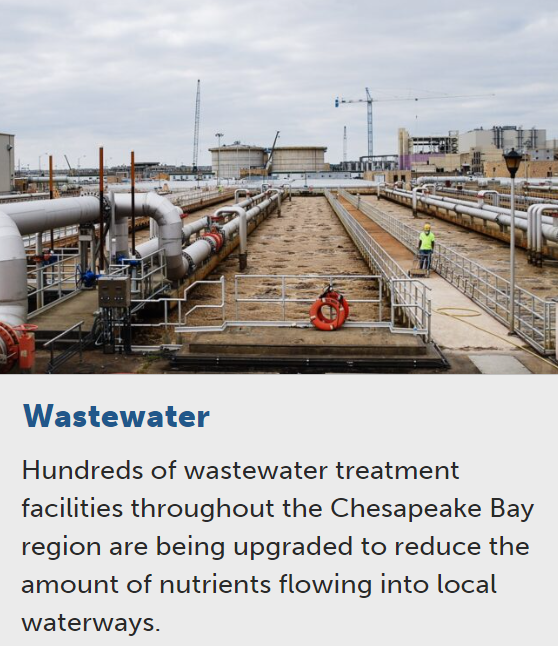 Wastewater
Hundreds of wastewater treatment
facilities throughout the Chesapeake Bay
region are being upgraded to reduce the
amount of nutrients flowing into local
waterways.